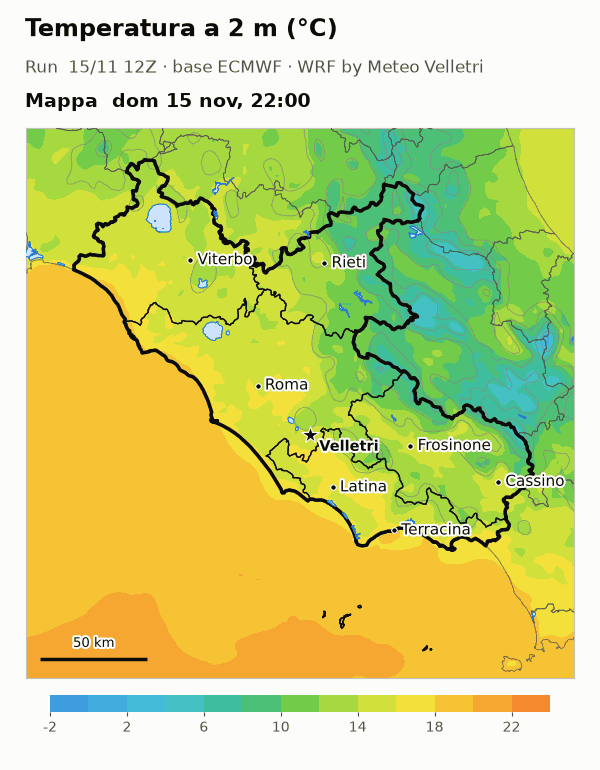 Temperatura a 2 m (°C)
Run  15/11 12Z · base ECMWF · WRF by Meteo Velletri
Mappa  dom 15 nov, 22:00
Viterbo
Rieti
Roma
Velletri
Frosinone
Cassino
Latina
Terracina
50 km
-2 2 6 10 14 18 22